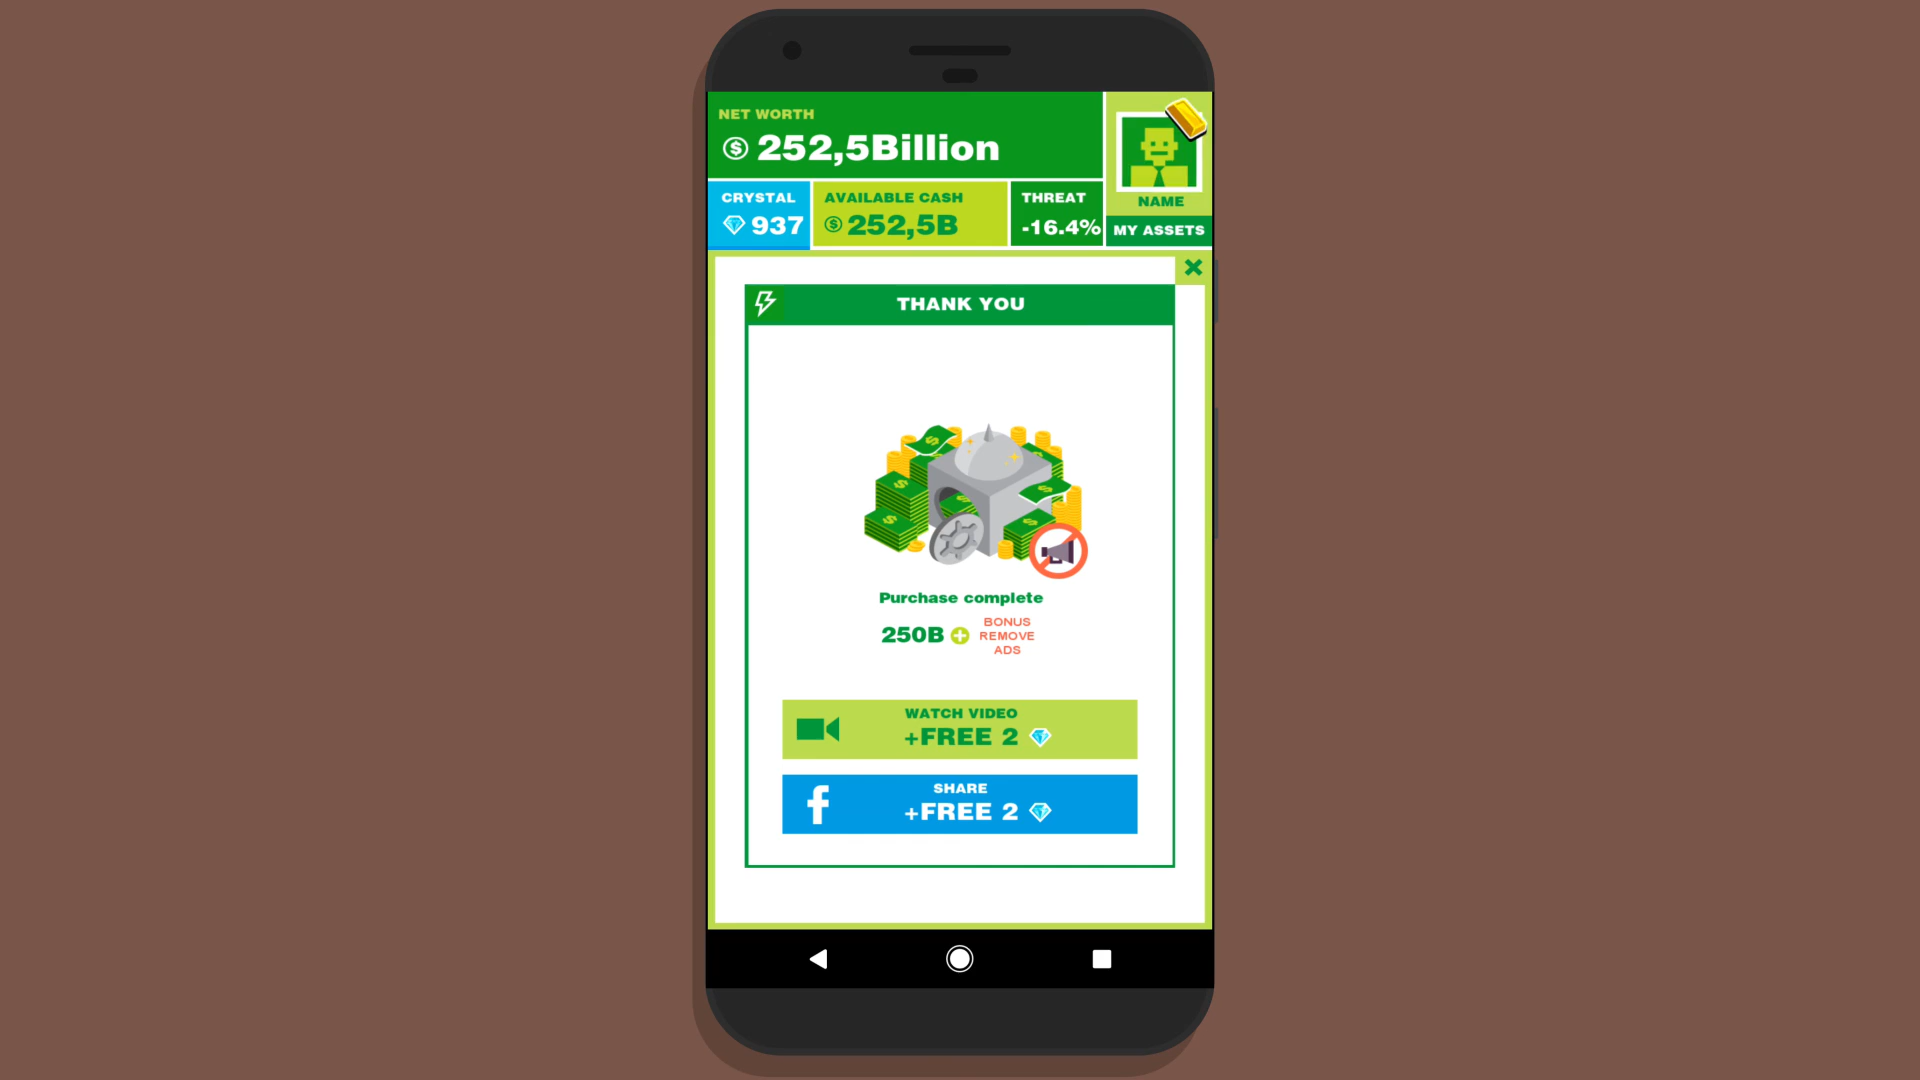 NET WORTH
252,5Billion
CRYSTAL
937
AVAILABLE CASH
252,5B
THREAT
-16.4%
NAME
MY ASSETS
THANK YOU
Purchase complete
250B
BONUS
REMOVE
ADS
WATCH VIDEO
+FREE 2
SHARE
+FREE 2